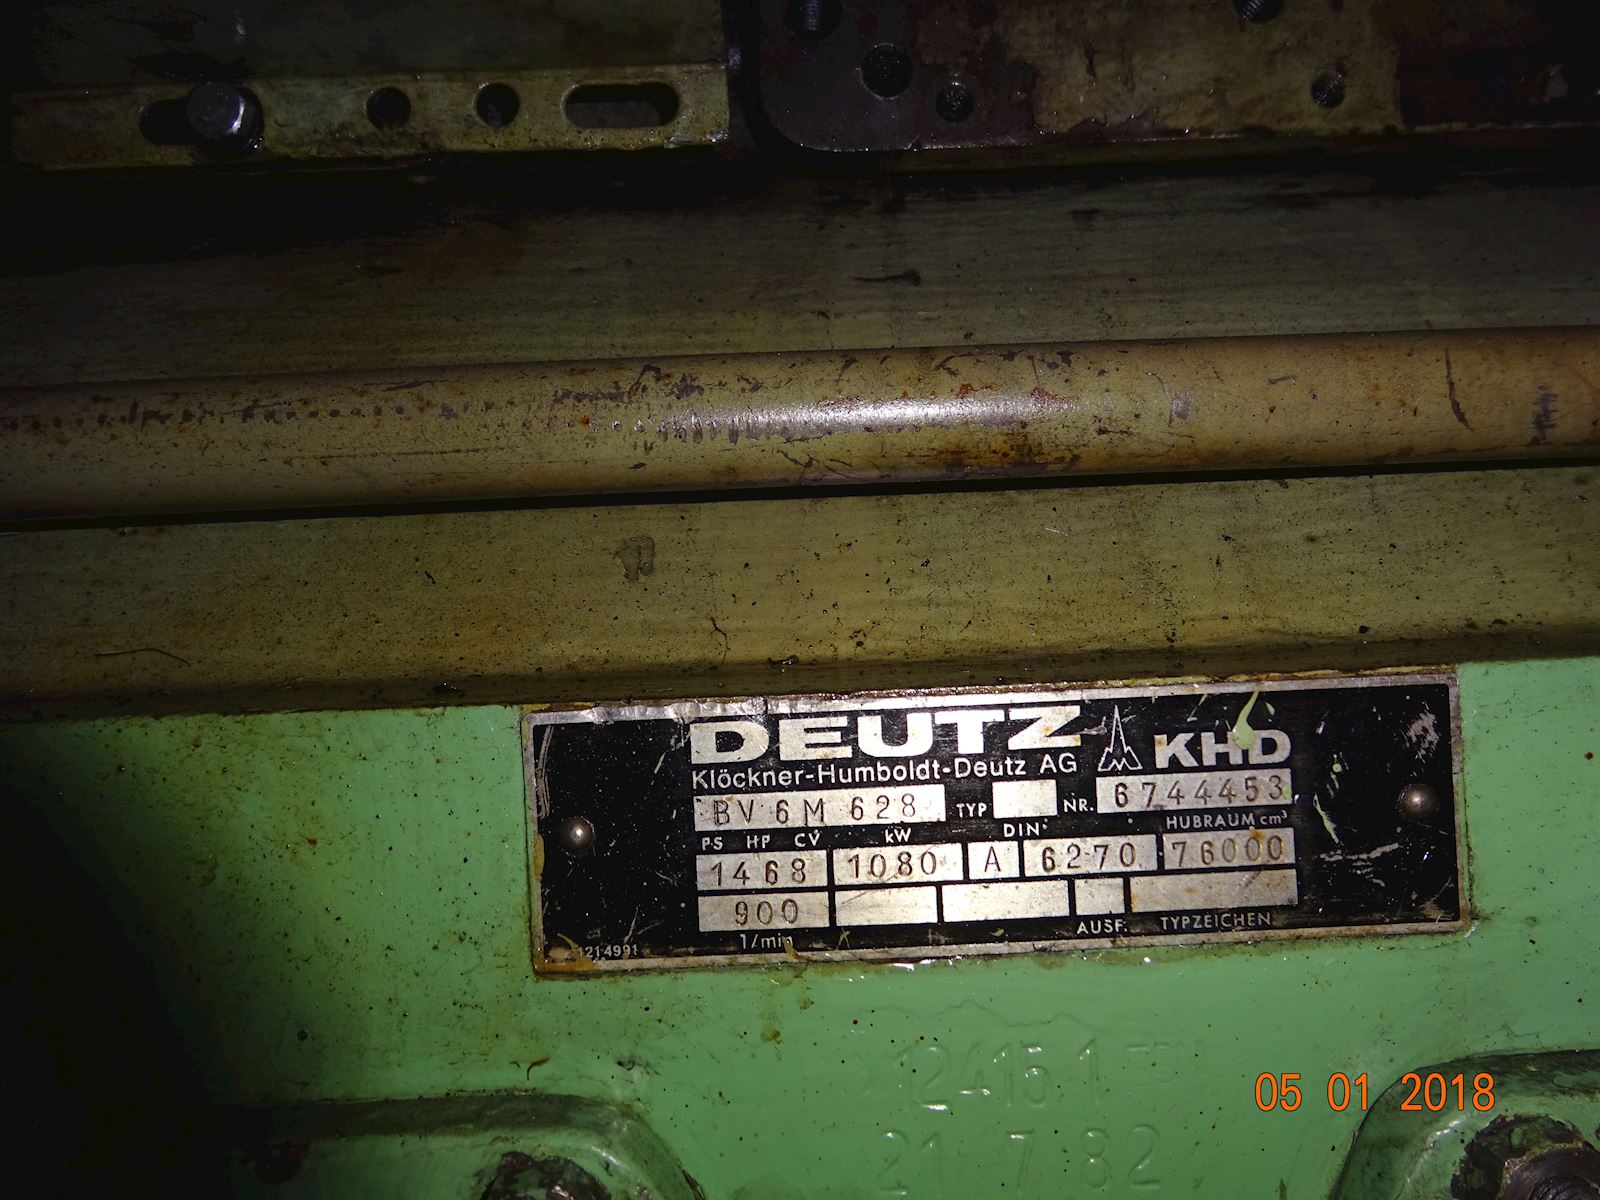 DEUTZ KHD
Klöckner-Humboldt-Deutz AG
BV 6M 628 TYP NR. 6744453
PS HP CV kW DIN HUBRAUM cm³
1468 1080 A 6270 76000
900
1/min AUSF. TYPZEICHEN
1214991
12415.1
21 7 82
05 01 2018